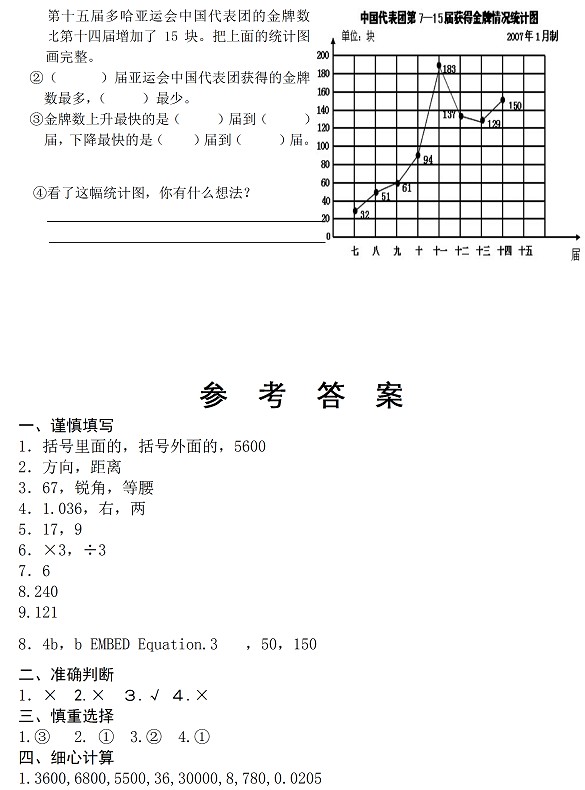 第十五届多哈亚运会中国代表团的金牌数
比第十四届增加了 15 块。把上面的统计图
画完整。
②（　　）届亚运会中国代表团获得的金牌
数最多，（　　）最少。
③金牌数上升最快的是（　　）届到（　　）
届，下降最快的是（　　）届到（　　）届。
④看了这幅统计图，你有什么想法？
中国代表团第7—15届获得金牌情况统计图
单位：块　2007年1月制
200
180
160
140
120
100
80
60
40
20
0
32
51
61
94
183
137
129
150
七 八 九 十 十一 十二 十三 十四 十五
届
参 考 答 案
一、谨慎填写
1. 括号里面的，括号外面的，5600
2. 方向，距离
3. 67，锐角，等腰
4. 1.036，右，两
5. 17，9
6. ×3，÷3
7. 6
8.240
9.121
8. 4b，b EMBED Equation.3 ，50，150
二、准确判断
1. × 2.× 3.√ 4.×
三、慎重选择
1.③ 2. ① 3.② 4.①
四、细心计算
1.3600,6800,5500,36,30000,8,780,0.0205